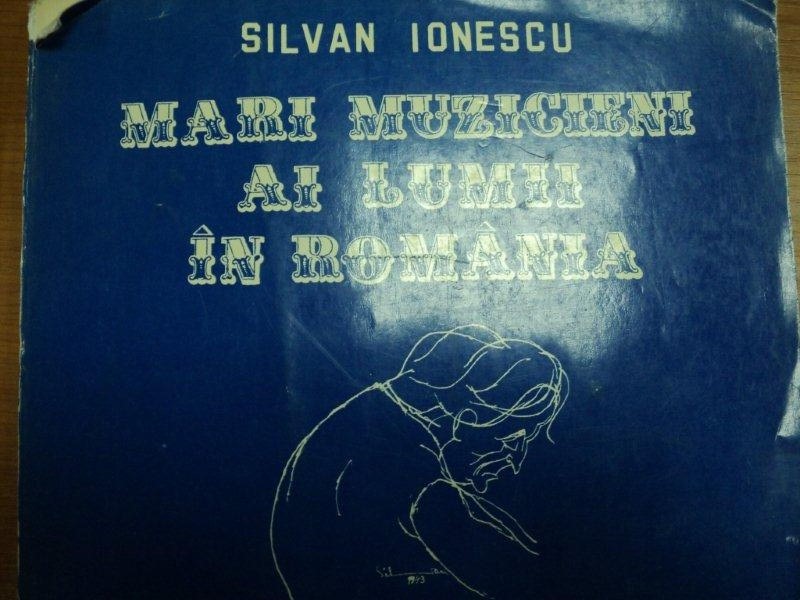 SILVAN IONESCU
MARI MUZICIENI
AI LUMII
ÎN ROMÂNIA